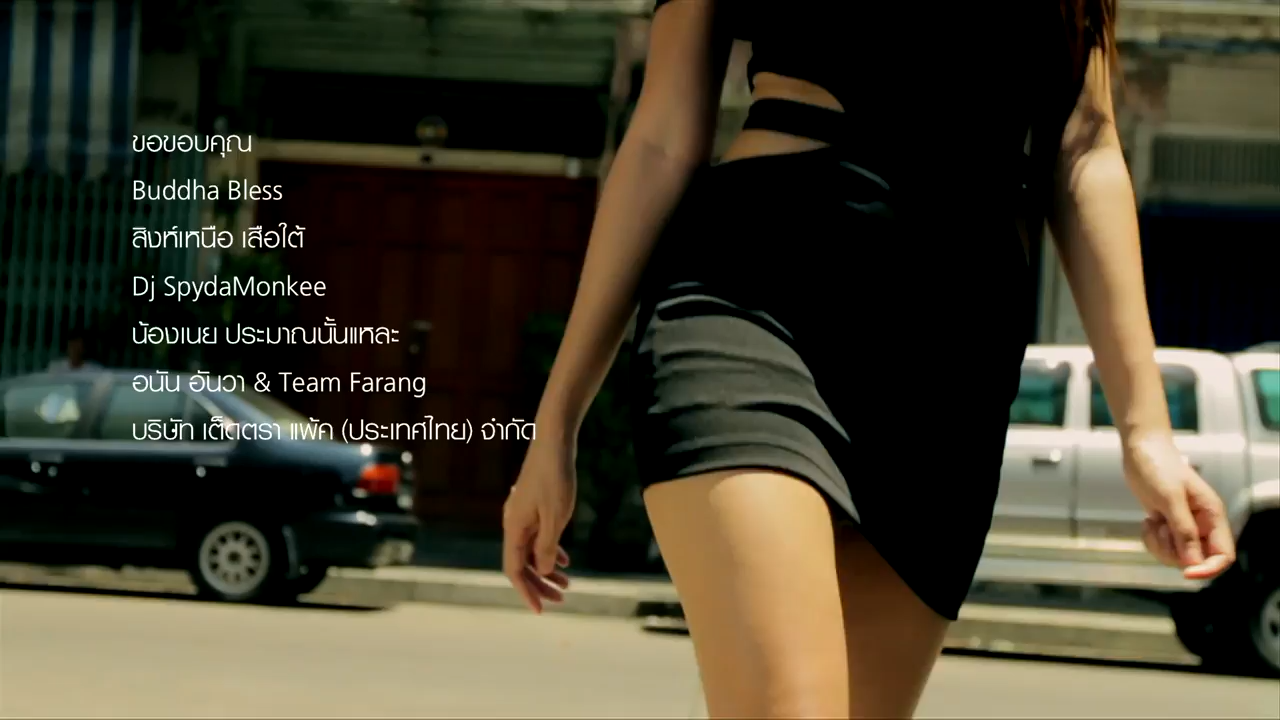 ขอขอบคุณ
Buddha Bless
สิงห์เหนือ เสือใต้
Dj SpydaMonkee
น้องเนย ประมาณนั้นแหละ
อนัน อันวา & Team Farang
บริษัท เต็ดตรา แพ้ค (ประเทศไทย) จำกัด